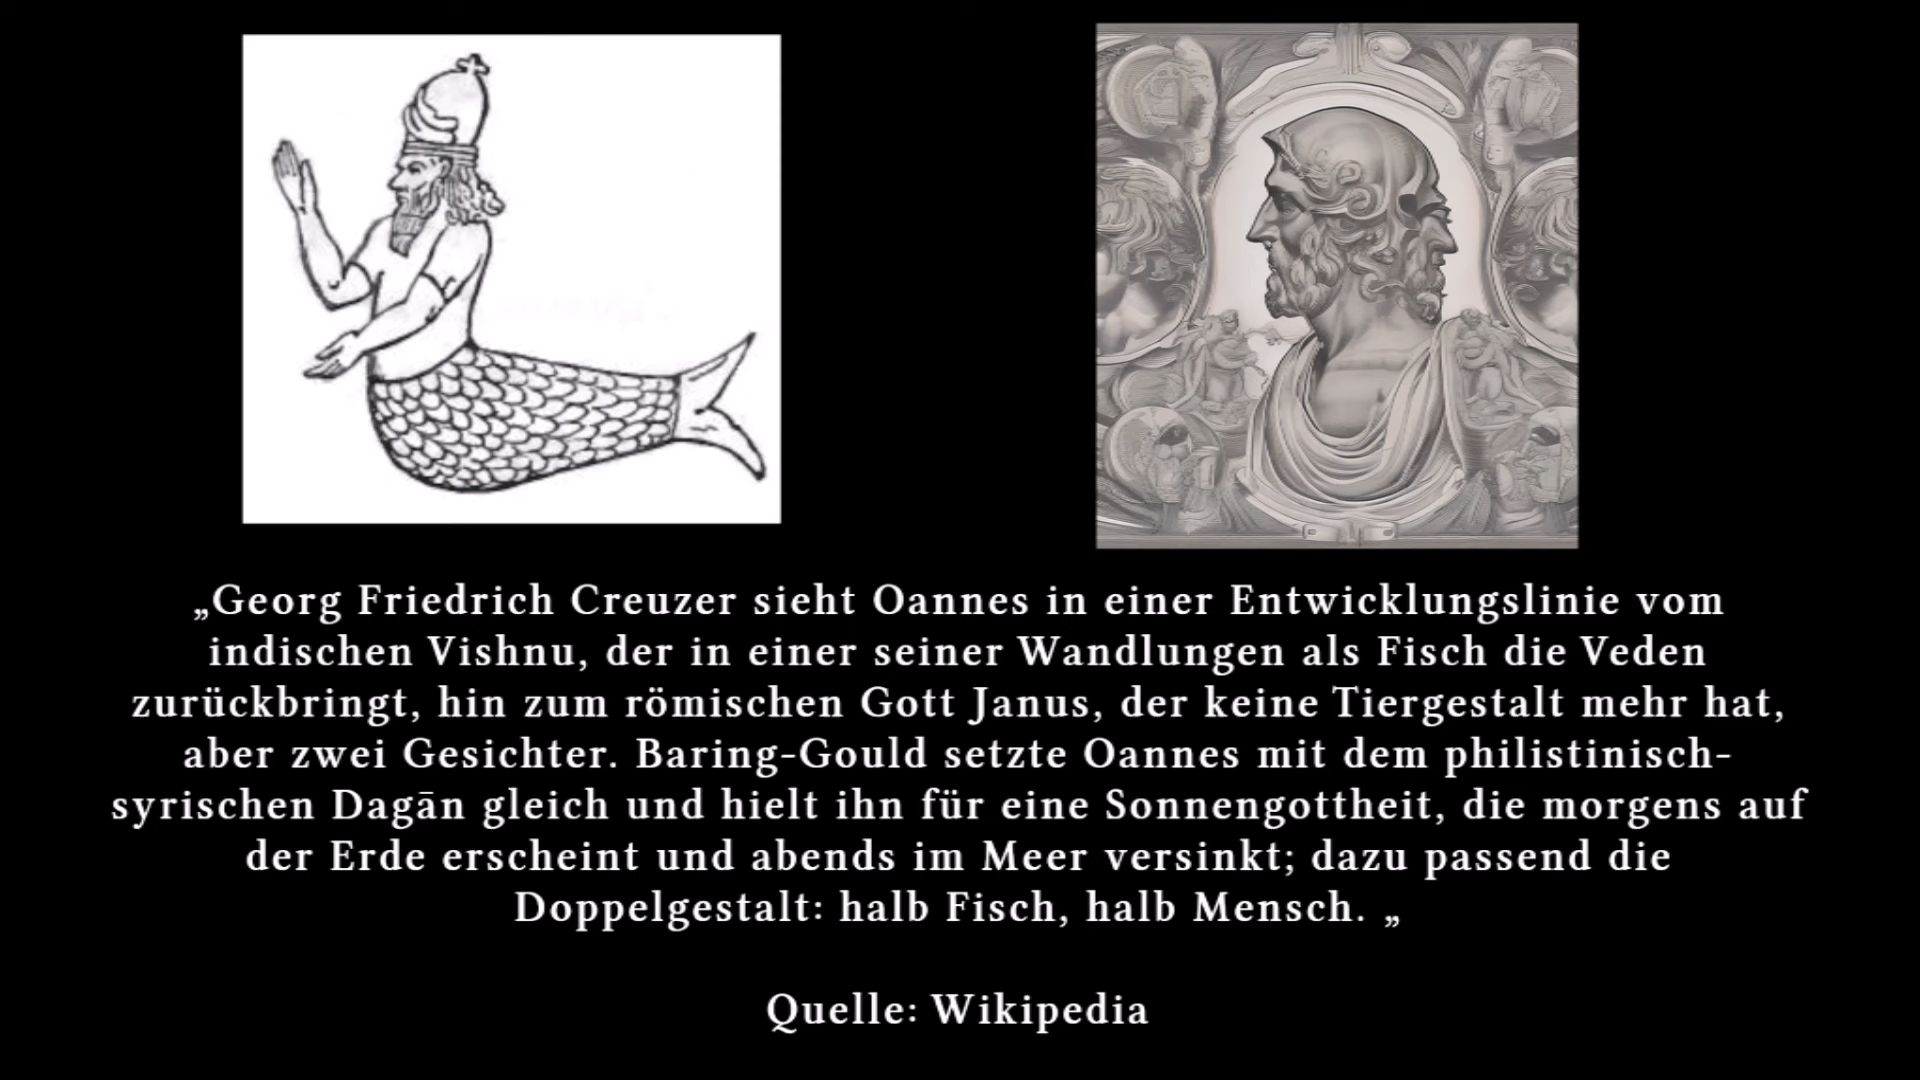 „Georg Friedrich Creuzer sieht Oannes in einer Entwicklungslinie vom
indischen Vishnu, der in einer seiner Wandlungen als Fisch die Veden
zurückbringt, hin zum römischen Gott Janus, der keine Tiergestalt mehr hat,
aber zwei Gesichter. Baring-Gould setzte Oannes mit dem philistinisch-
syrischen Dagān gleich und hielt ihn für eine Sonnengottheit, die morgens auf
der Erde erscheint und abends im Meer versinkt; dazu passend die
Doppelgestalt: halb Fisch, halb Mensch. „
Quelle: Wikipedia